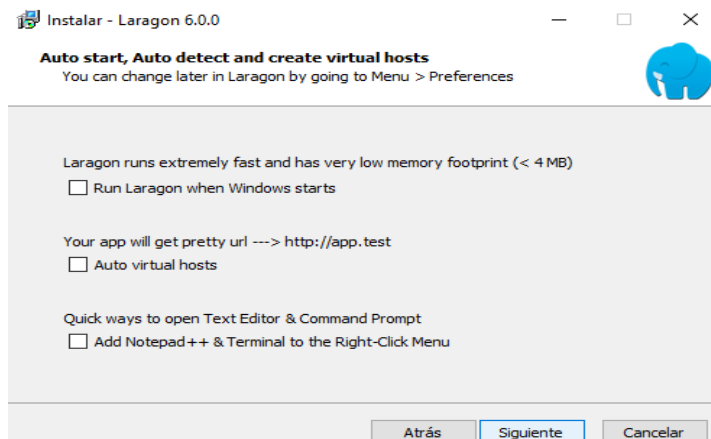 Instalar - Laragon 6.0.0
Auto start, Auto detect and create virtual hosts
You can change later in Laragon by going to Menu > Preferences
Laragon runs extremely fast and has very low memory footprint (< 4 MB)
Run Laragon when Windows starts
Your app will get pretty url ---> http://app.test
Auto virtual hosts
Quick ways to open Text Editor & Command Prompt
Add Notepad++ & Terminal to the Right-Click Menu
Atrás Siguiente Cancelar